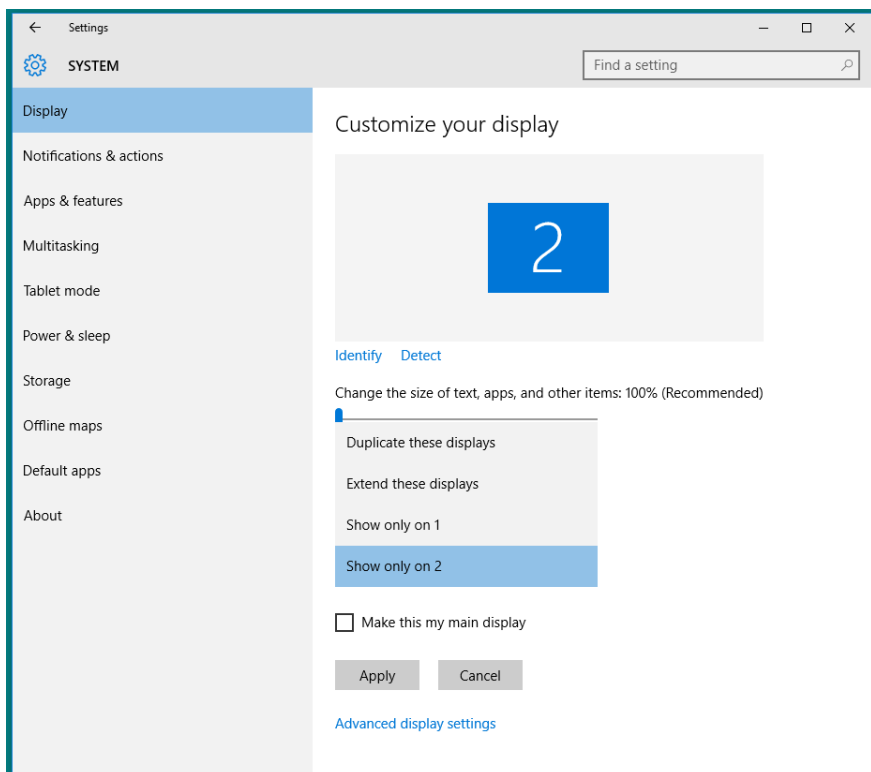 Settings
SYSTEM
Find a setting
Display
Notifications & actions
Apps & features
Multitasking
Tablet mode
Power & sleep
Storage
Offline maps
Default apps
About
Customize your display
2
Identify Detect
Change the size of text, apps, and other items: 100% (Recommended)
Duplicate these displays
Extend these displays
Show only on 1
Show only on 2
Make this my main display
Apply Cancel
Advanced display settings